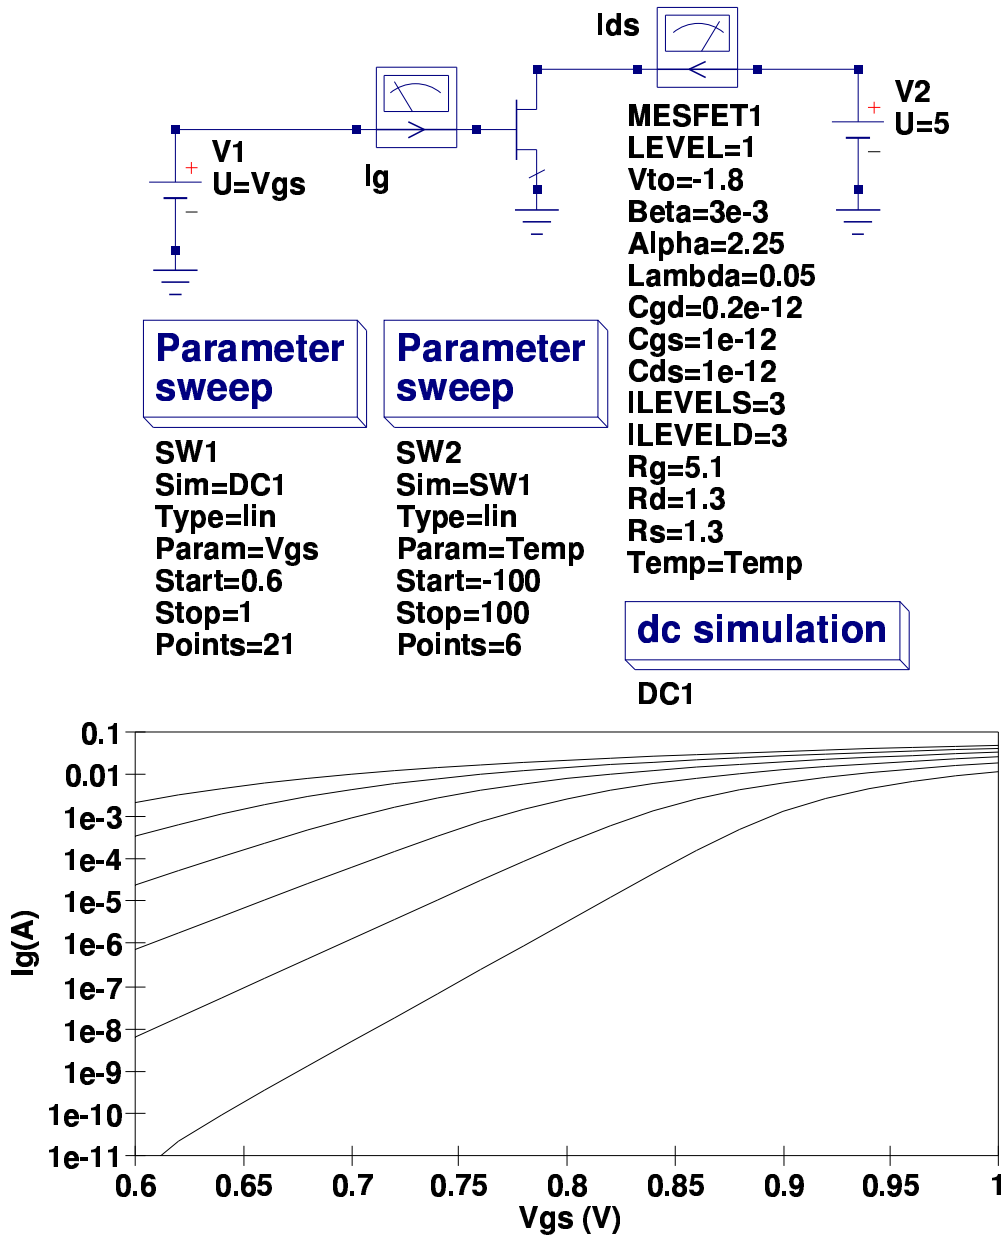 Ids
V1
U=Vgs
Ig
V2
U=5
MESFET1
LEVEL=1
Vto=-1.8
Beta=3e-3
Alpha=2.25
Lambda=0.05
Cgd=0.2e-12
Cgs=1e-12
Cds=1e-12
ILEVELS=3
ILEVELD=3
Rg=5.1
Rd=1.3
Rs=1.3
Temp=Temp
Parameter
sweep
SW1
Sim=DC1
Type=lin
Param=Vgs
Start=0.6
Stop=1
Points=21
Parameter
sweep
SW2
Sim=SW1
Type=lin
Param=Temp
Start=-100
Stop=100
Points=6
dc simulation
DC1
0.1
0.01
1e-3
1e-4
1e-5
1e-6
1e-7
1e-8
1e-9
1e-10
1e-11
Ig(A)
0.6 0.65 0.7 0.75 0.8 0.85 0.9 0.95 1
Vgs (V)